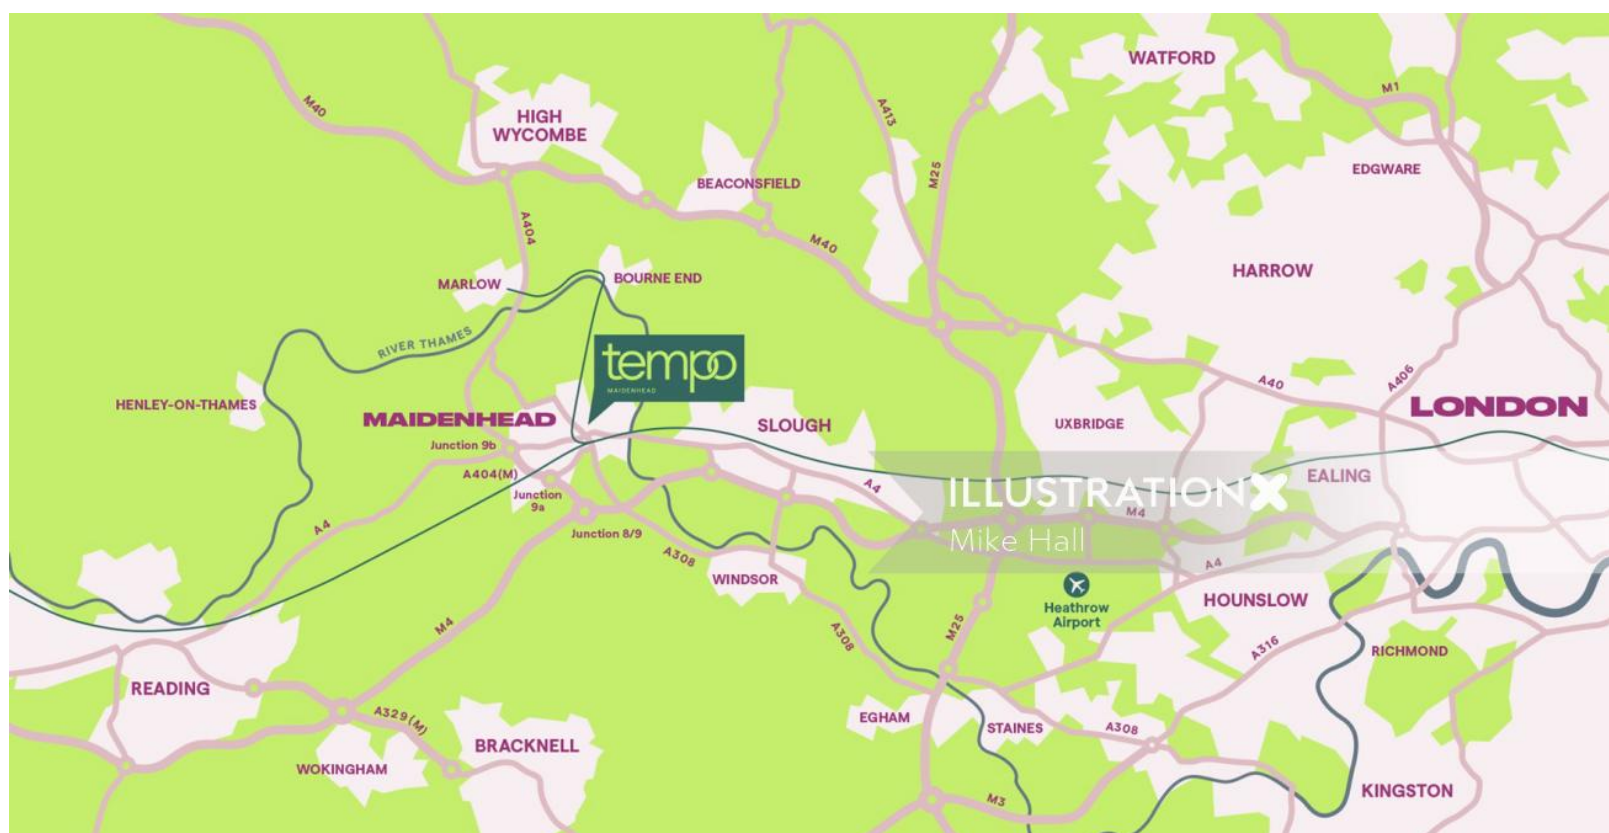 WATFORD
M1
M40
A413
HIGH
WYCOMBE
M25
EDGWARE
BEACONSFIELD
A404
M40
HARROW
MARLOW
BOURNE END
RIVER THAMES
tempo
MAIDENHEAD
A40
A406
HENLEY-ON-THAMES
MAIDENHEAD
LONDON
SLOUGH
UXBRIDGE
Junction 9b
A404(M)
EALING
Junction
9a
A4
ILLUSTRATIONX
M4
A4
Junction 8/9
Mike Hall
A308
A4
WINDSOR
Heathrow
Airport
HOUNSLOW
M4
A308
M25
A316
RICHMOND
READING
A329(M)
EGHAM
STAINES
A308
BRACKNELL
WOKINGHAM
KINGSTON
M3